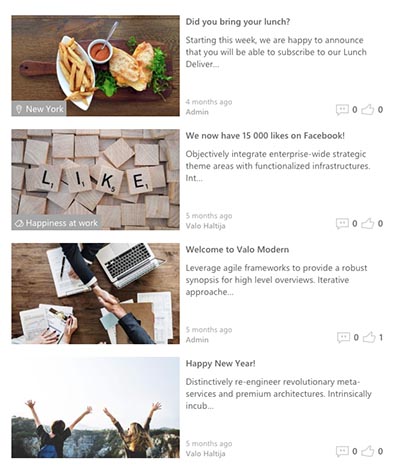 Did you bring your lunch?
Starting this week, we are happy to announce
that you will be able to subscribe to our Lunch
Deliver...
New York
4 months ago
Admin
0 0
We now have 15 000 likes on Facebook!
Objectively integrate enterprise-wide strategic
theme areas with functionalized infrastructures.
Int...
LIKE
Happiness at work
5 months ago
Valo Haltija
0 0
Welcome to Valo Modern
Leverage agile frameworks to provide a robust
synopsis for high level overviews. Iterative
approache...
5 months ago
Admin
0 1
Happy New Year!
Distinctively re-engineer revolutionary meta-
services and premium architectures. Intrinsically
incub...
5 months ago
Valo Haltija
0 0